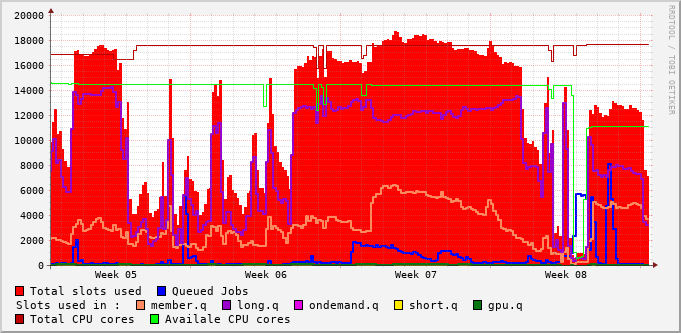 20000
18000
16000
14000
12000
10000
8000
6000
4000
2000
0
Week 05 Week 06 Week 07 Week 08
RRDTOOL / TOBI OETIKER
Total slots used Queued Jobs
Slots used in : member.q long.q ondemand.q short.q gpu.q
Total CPU cores Availale CPU cores